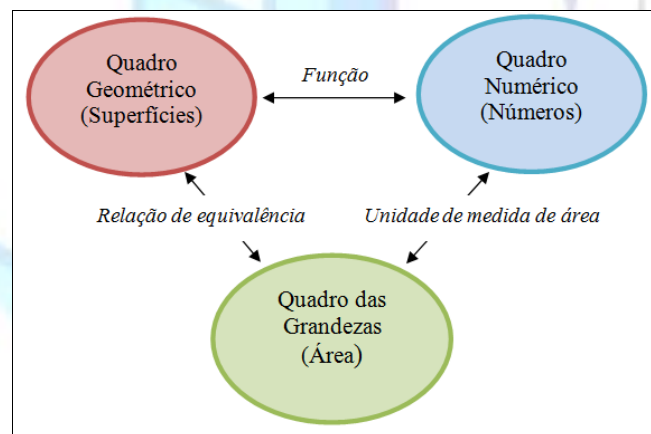 Quadro
Geométrico
(Superfícies)
Função
Quadro
Numérico
(Números)
Relação de equivalência
Unidade de medida de área
Quadro das
Grandezas
(Área)